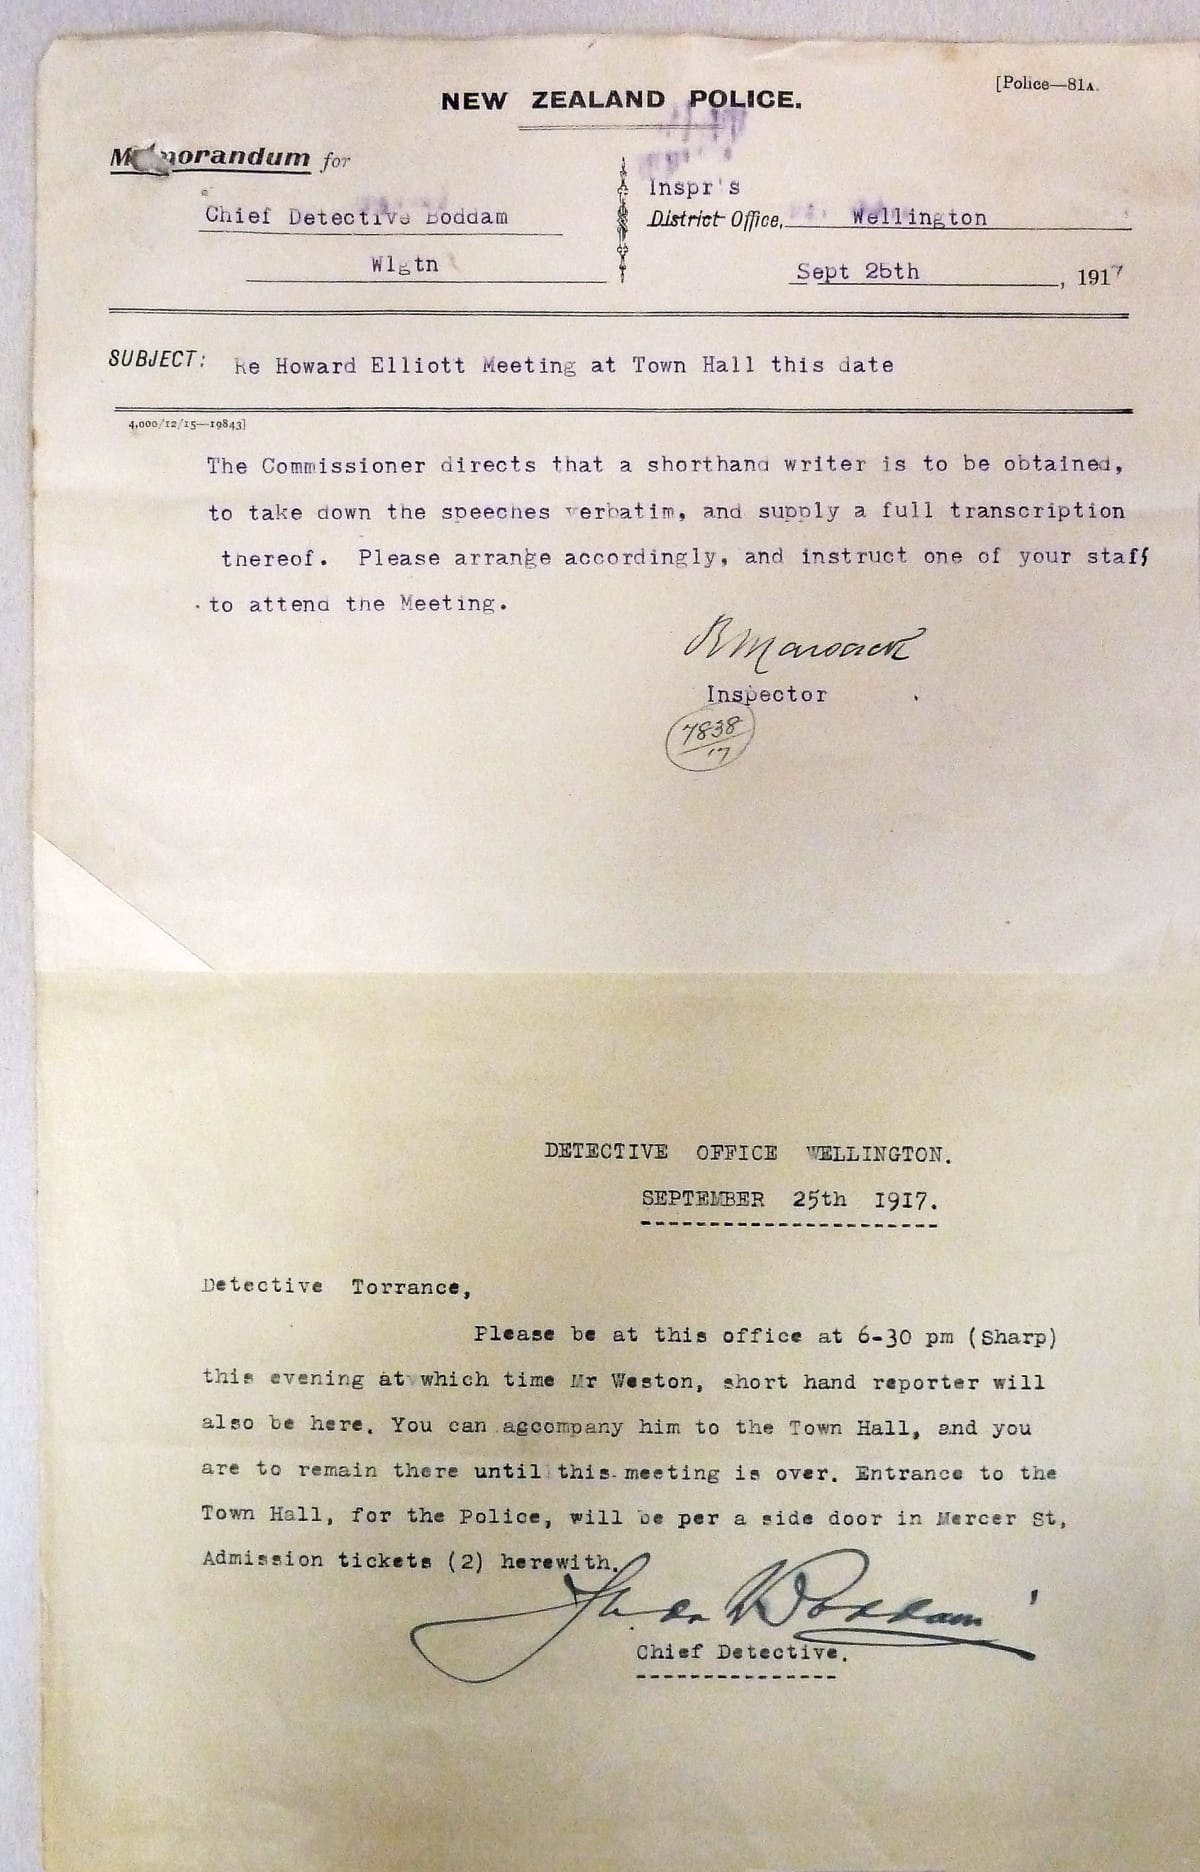 [Police—81A.
NEW ZEALAND POLICE.
Memorandum for
Inspr's
Chief Detective Boddam
District Office, Wellington
Wlgtn
Sept 25th, 1917
SUBJECT: Re Howard Elliott Meeting at Town Hall this date
4,000/12/15—19843]
The Commissioner directs that a shorthand writer is to be obtained,
to take down the speeches verbatim, and supply a full transcription
thereof. Please arrange accordingly, and instruct one of your staff
to attend the Meeting.
Inspector
7838/17
DETECTIVE OFFICE WELLINGTON.
SEPTEMBER 25th 1917.
Detective Torrance,
Please be at this office at 6-30 pm (Sharp)
this evening at which time Mr Weston, short hand reporter will
also be here. You can accompany him to the Town Hall, and you
are to remain there until this meeting is over. Entrance to the
Town Hall, for the Police, will be per a side door in Mercer St,
Admission tickets (2) herewith.
Boddam
Chief Detective.